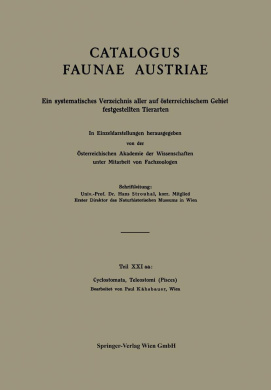 CATALOGUS
FAUNAE AUSTRIAE
Ein systematisches Verzeichnis aller auf österreichischem Gebiet
festgestellten Tierarten
In Einzeldarstellungen herausgegeben
von der
Österreichischen Akademie der Wissenschaften
unter Mitarbeit von Fachzoologen
Schriftleitung:
Univ.-Prof. Dr. Hans Strouhal, korr. Mitglied
Erster Direktor des Naturhistorischen Museums in Wien
Teil XXI aa:
Cyclostomata, Teleostomi (Pisces)
Bearbeitet von Paul Kähsbauer, Wien
Springer-Verlag Wien GmbH